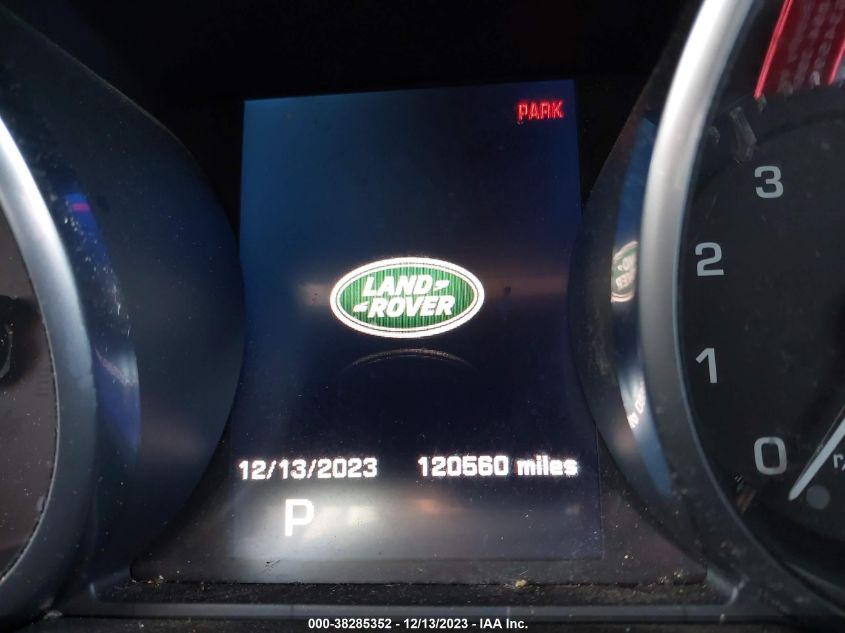 PARK
3
LAND
ROVER
2
1
12/13/2023 120560 miles
0
P
000-38285352 - 12/13/2023 - IAA Inc.